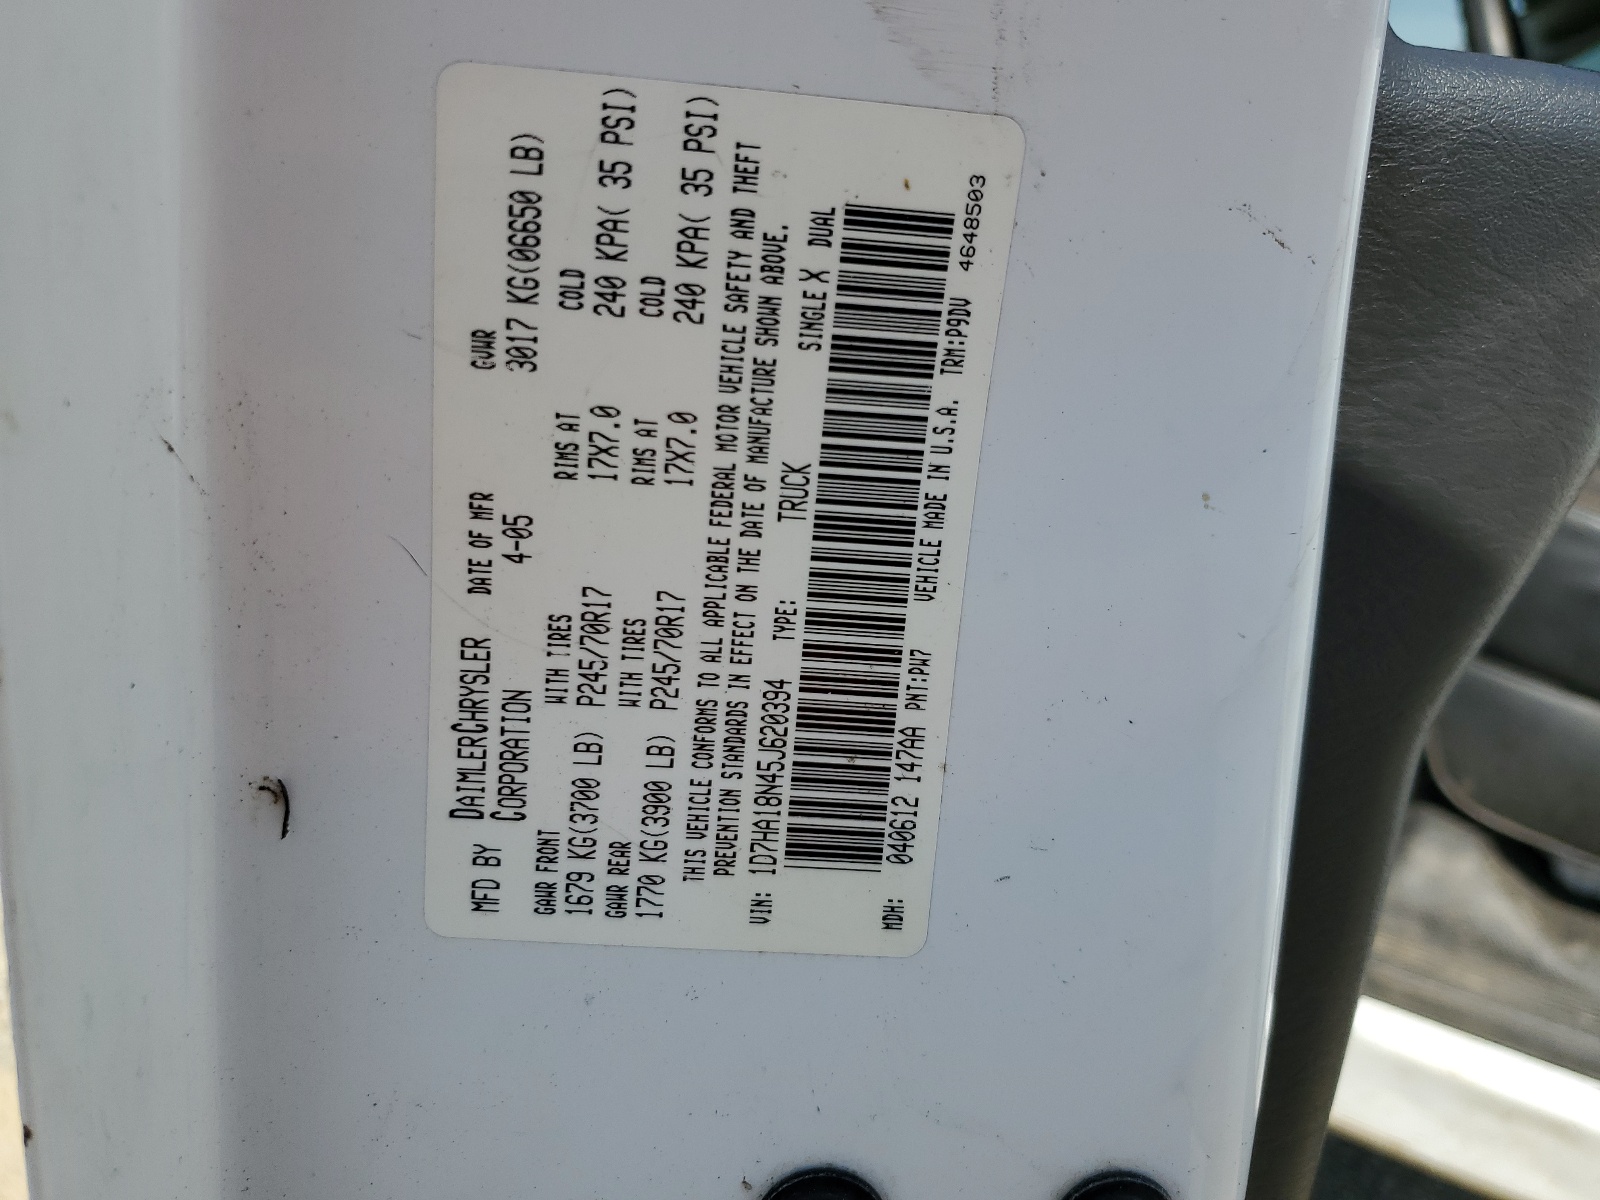 MFD BY DAIMLERCHRYSLER DATE OF MFR GVWR
CORPORATION 4-05 3017 KG(06650 LB)
GAWR FRONT WITH TIRES RIMS AT COLD
1679 KG(3700 LB) P245/70R17 17X7.0 240 KPA( 35 PSI)
GAWR REAR WITH TIRES RIMS AT COLD
1770 KG(3900 LB) P245/70R17 17X7.0 240 KPA( 35 PSI)
THIS VEHICLE CONFORMS TO ALL APPLICABLE FEDERAL MOTOR VEHICLE SAFETY AND THEFT
PREVENTION STANDARDS IN EFFECT ON THE DATE OF MANUFACTURE SHOWN ABOVE.
VIN: 1D7HA18N45J620394 TYPE: TRUCK SINGLE X DUAL
MDH: 040612 147AA PNT:PW7 VEHICLE MADE IN U.S.A. TRM:P9DV 4648503